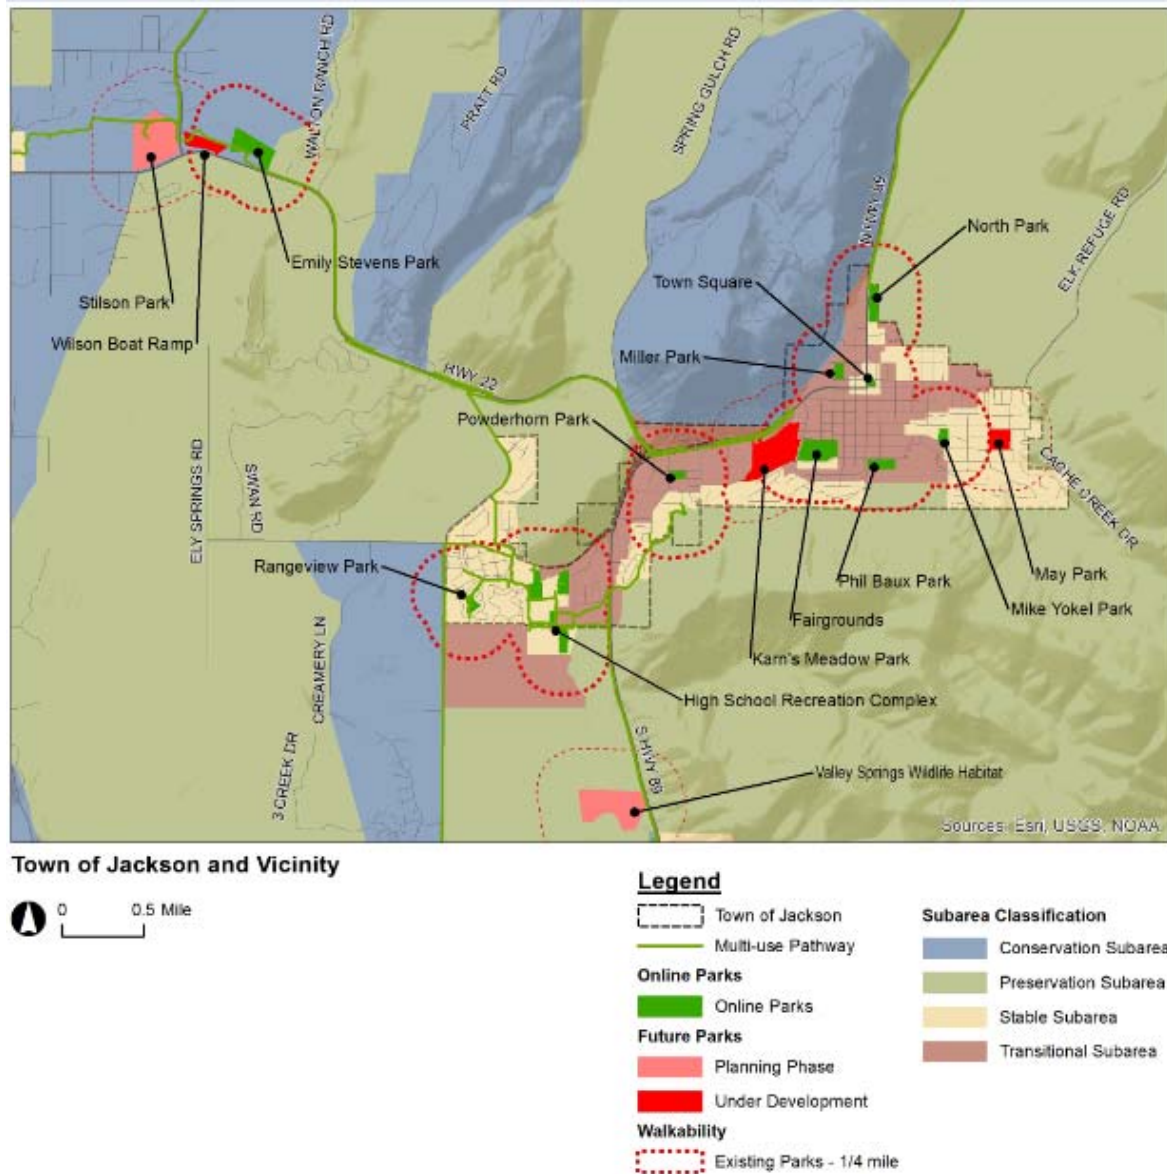 WALTON RANCH RD
PRATT RD
SPRING GULCH RD
N HWY 89
ELK REFUGE RD
North Park
Town Square
Emily Stevens Park
Stilson Park
Wilson Boat Ramp
Miller Park
HWY 22
Powderhorn Park
ELY SPRINGS RD
SWAN RD
CACHE CREEK DR
Rangeview Park
Phil Baux Park
May Park
Mike Yokel Park
Fairgrounds
Karn's Meadow Park
CREAMERY LN
High School Recreation Complex
3 CREEK DR
S HWY 89
Valley Springs Wildlife Habitat
Sources: Esri, USGS, NOAA
Town of Jackson and Vicinity
0 0.5 Mile
Legend
Town of Jackson
Multi-use Pathway
Online Parks
Online Parks
Future Parks
Planning Phase
Under Development
Walkability
Existing Parks - 1/4 mile
Subarea Classification
Conservation Subarea
Preservation Subarea
Stable Subarea
Transitional Subarea